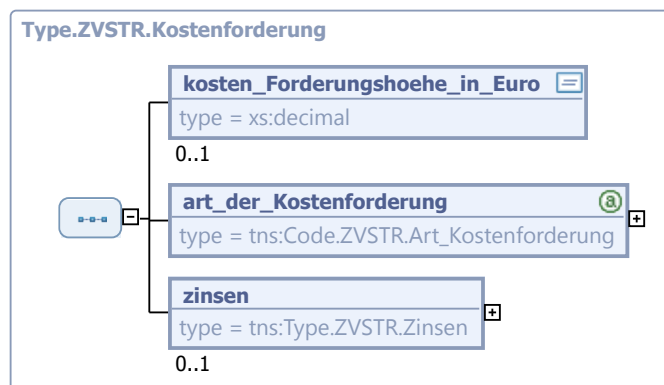 Type.ZVSTR.Kostenforderung
kosten_Forderungshoehe_in_Euro
type = xs:decimal
0..1
art_der_Kostenforderung
type = tns:Code.ZVSTR.Art_Kostenforderung
zinsen
type = tns:Type.ZVSTR.Zinsen
0..1